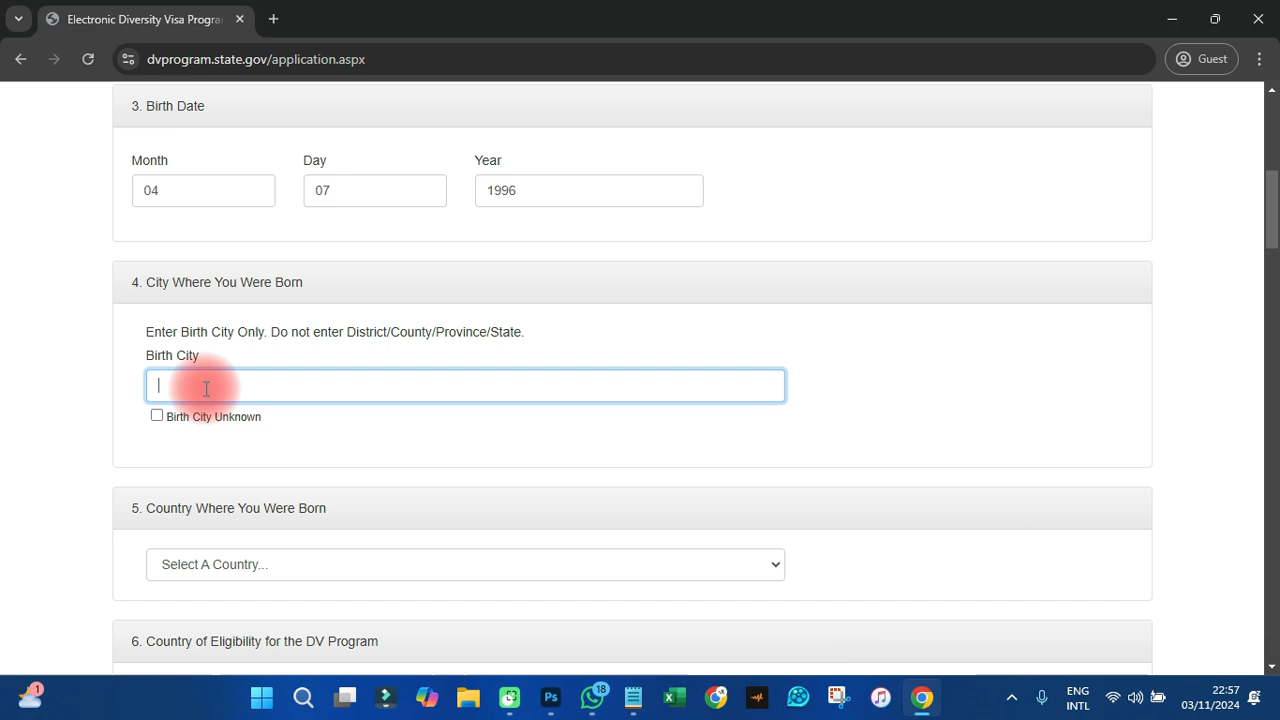 Electronic Diversity Visa Progra
dvprogram.state.gov/application.aspx
Guest
3. Birth Date
Month Day Year
04 07 1996
4. City Where You Were Born
Enter Birth City Only. Do not enter District/County/Province/State.
Birth City
Birth City Unknown
5. Country Where You Were Born
Select A Country...
6. Country of Eligibility for the DV Program
1
Ps
18
ENG
INTL
22:57
03/11/2024